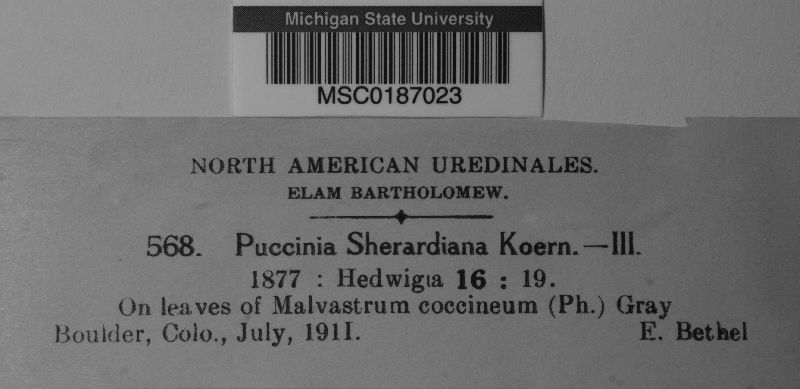 Michigan State University
MSC0187023
NORTH AMERICAN UREDINALES.
ELAM BARTHOLOMEW.
568. Puccinia Sherardiana Koern.—III.
1877 : Hedwigia 16 : 19.
On leaves of Malvastrum coccineum (Ph.) Gray
Boulder, Colo., July, 1911. E. Bethel